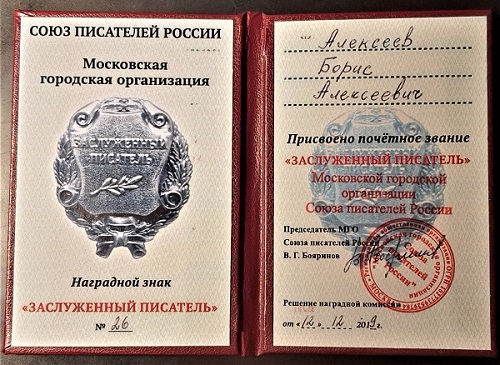 СОЮЗ ПИСАТЕЛЕЙ РОССИИ
Московская
городская организация
ЗАСЛУЖЕННЫЙ
ПИСАТЕЛЬ
Наградной знак
«ЗАСЛУЖЕННЫЙ ПИСАТЕЛЬ»
№ 26
Алексеев
Борис
Алексеевич
Присвоено почётное звание
«ЗАСЛУЖЕННЫЙ ПИСАТЕЛЬ»
Московской городской
организации
Союза писателей России
Председатель МГО
Союза писателей России
В. Г. Бояринов
Решение наградной комиссии
от «12» 12 2019 г.